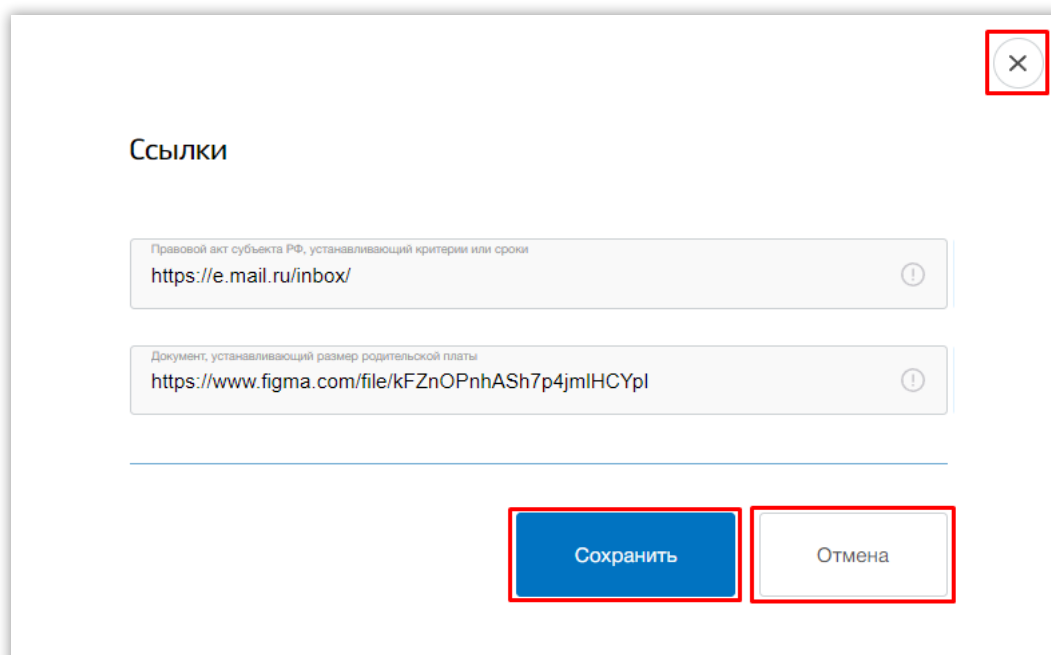 Ссылки
Правовой акт субъекта РФ, устанавливающий критерии или сроки
https://e.mail.ru/inbox/
Документ, устанавливающий размер родительской платы
https://www.figma.com/file/kFZnOPnhASh7p4jmIHCYpI
Сохранить
Отмена